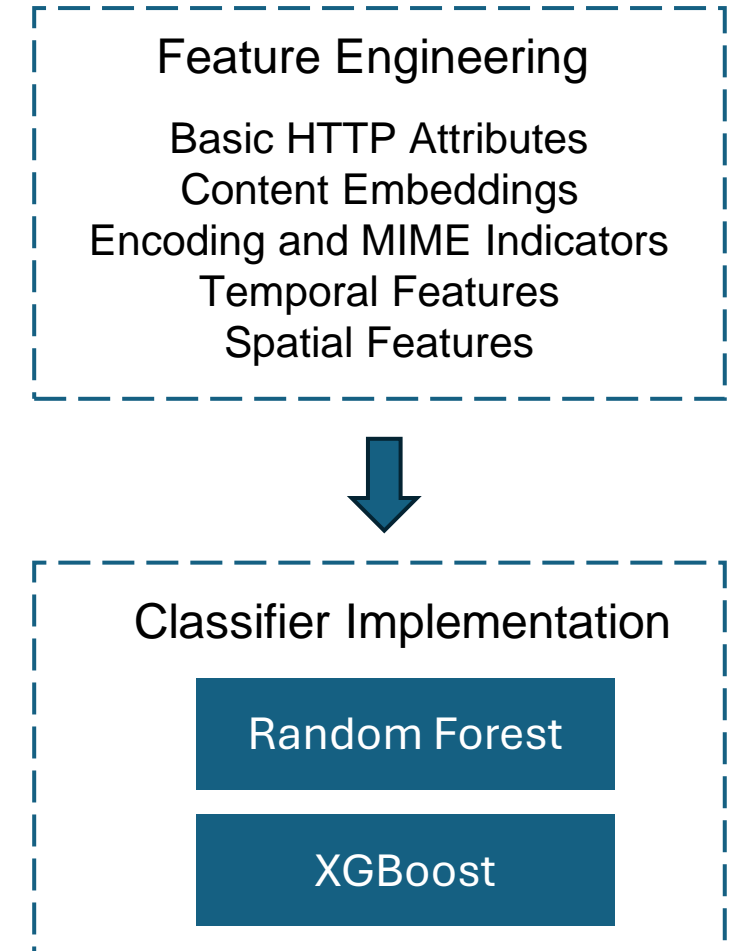 Feature Engineering
Basic HTTP Attributes
Content Embeddings
Encoding and MIME Indicators
Temporal Features
Spatial Features
Classifier Implementation
Random Forest
XGBoost